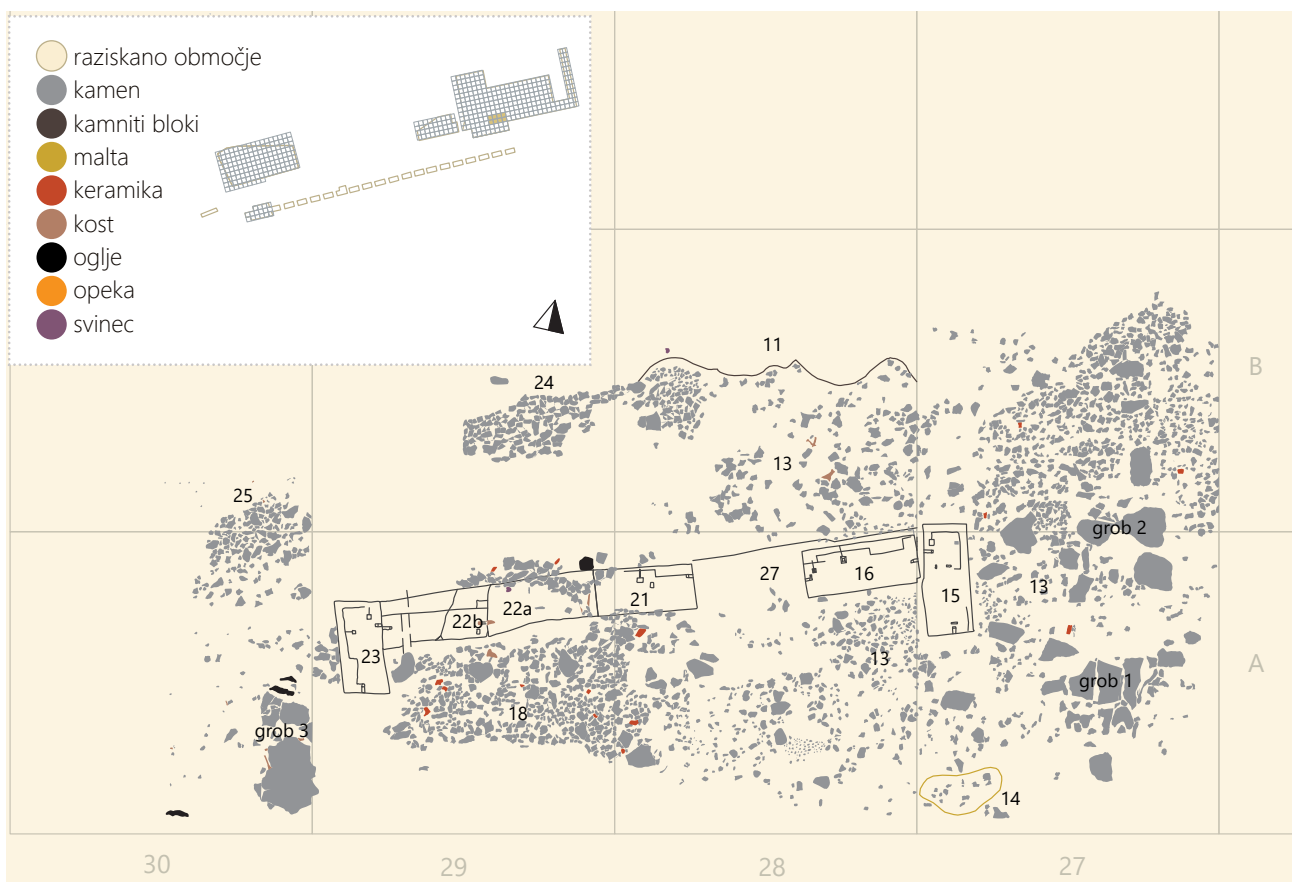 raziskano območje
kamen
kamniti bloki
malta
keramika
kost
oglje
opeka
svinec
11
B
24
13
25
grob 2
27
16
15
13
21
22a
22b
23
13
A
grob 1
18
grob 3
14
30
29
28
27